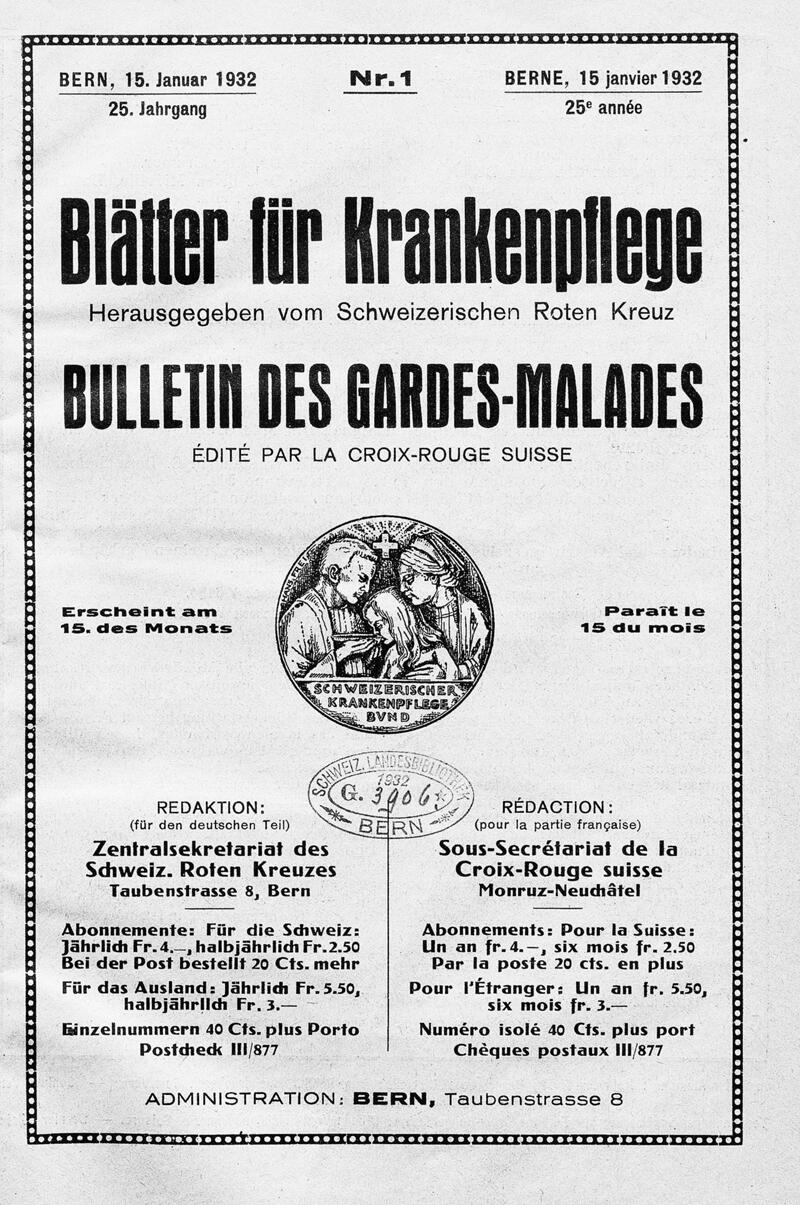 BERN, 15. Januar 1932
25. Jahrgang
Nr. 1
BERNE, 15 janvier 1932
25e année
Blätter für Krankenpflege
Herausgegeben vom Schweizerischen Roten Kreuz
BULLETIN DES GARDES-MALADES
ÉDITÉ PAR LA CROIX-ROUGE SUISSE
Erscheint am
15. des Monats
HANS FREI
SCHWEIZERISCHER
KRANKENPFLEGE
BVND
Paraît le
15 du mois
SCHWEIZ. LANDESBIBLIOTHEK
1932
G. 3906
BERN
REDAKTION:
(für den deutschen Teil)
Zentralsekretariat des
Schweiz. Roten Kreuzes
Taubenstrasse 8, Bern
Abonnemente: Für die Schweiz:
Jährlich Fr. 4.—, halbjährlich Fr. 2.50
Bei der Post bestellt 20 Cts. mehr
Für das Ausland: Jährlich Fr. 5.50,
halbjährlich Fr. 3.—
Einzelnummern 40 Cts. plus Porto
Postcheck III/877
RÉDACTION:
(pour la partie française)
Sous-Secrétariat de la
Croix-Rouge suisse
Monruz-Neuchâtel
Abonnements: Pour la Suisse:
Un an fr. 4.—, six mois fr. 2.50
Par la poste 20 cts. en plus
Pour l'Étranger: Un an fr. 5.50,
six mois fr. 3.—
Numéro isolé 40 Cts. plus port
Chèques postaux III/877
ADMINISTRATION: BERN, Taubenstrasse 8